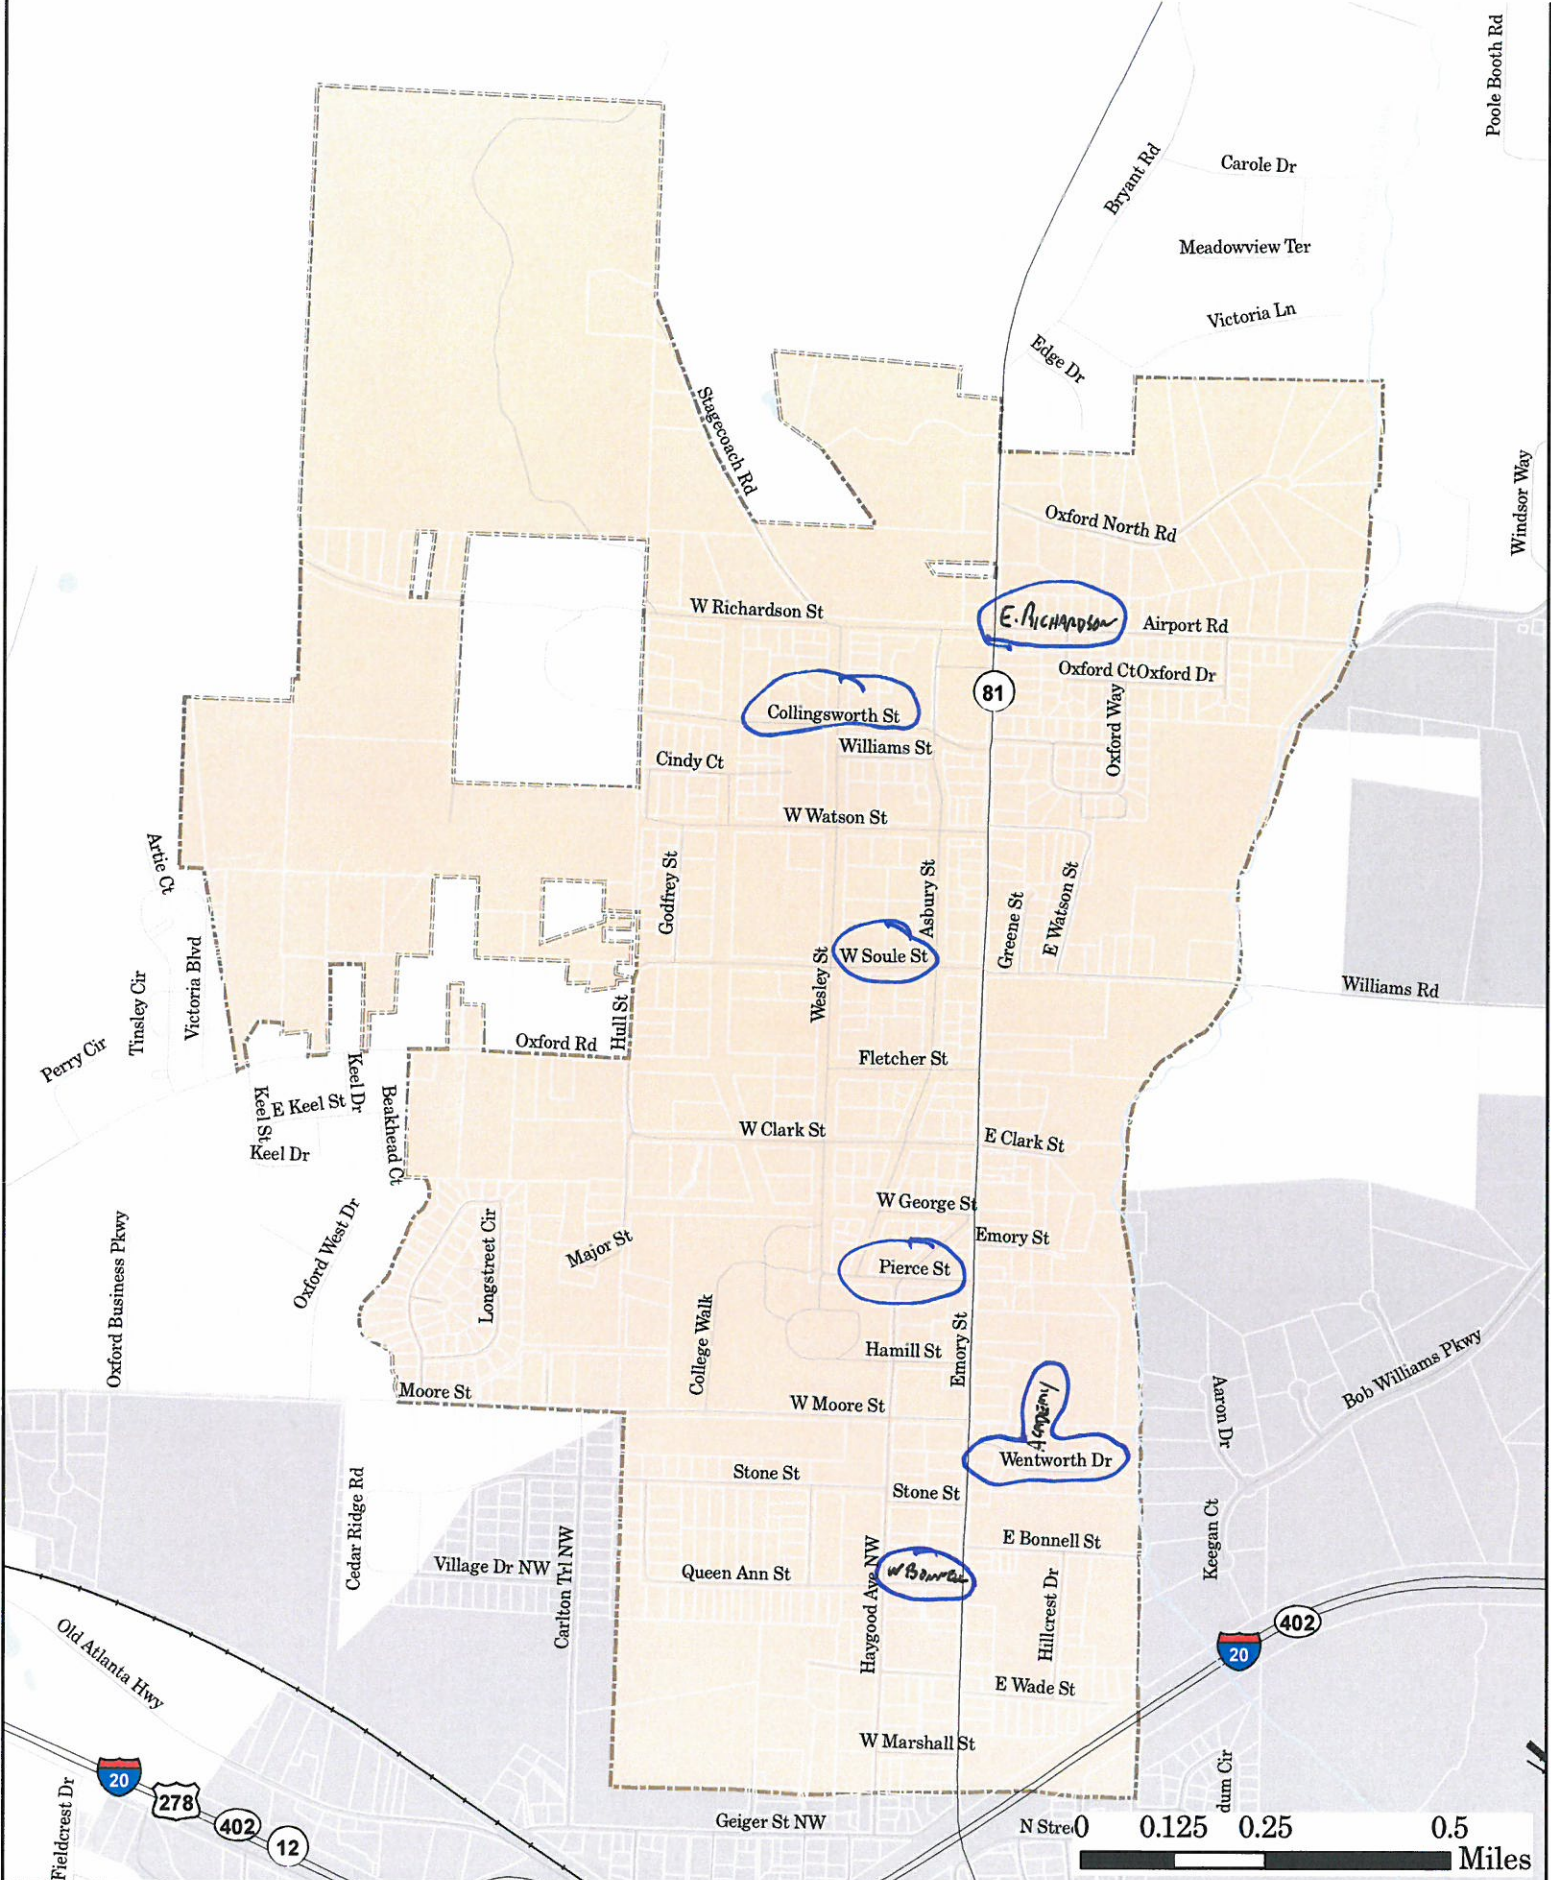 Poole Booth Rd
Bryant Rd
Carole Dr
Meadowview Ter
Victoria Ln
Edge Dr
Stagecoach Rd
Windsor Way
Oxford North Rd
W Richardson St
E. RICHARDSON
Airport Rd
Oxford Ct
Oxford Dr
81
Collingsworth St
Oxford Way
Williams St
Cindy Ct
W Watson St
Artie Ct
Godfrey St
Asbury St
Greene St
E Watson St
W Soule St
Wesley St
Victoria Blvd
Tinsley Cir
Williams Rd
Hull St
Oxford Rd
Perry Cir
Fletcher St
Keel Dr
Keel St
E Keel St
Beakhead Ct
Keel Dr
W Clark St
E Clark St
W George St
Emory St
Oxford Business Pkwy
Oxford West Dr
Longstreet Cir
Major St
Pierce St
College Walk
Hamill St
Emory St
Moore St
W Moore St
ACADEMY
Wentworth Dr
Aaron Dr
Bob Williams Pkwy
Stone St
Stone St
Cedar Ridge Rd
Keegan Ct
E Bonnell St
Village Dr NW
Carlton Trl NW
Queen Ann St
Haygood Ave NW
W BONNELL
Hillcrest Dr
402
20
Old Atlanta Hwy
E Wade St
W Marshall St
20
278
402
12
Fieldcrest Dr
Geiger St NW
N Stre
dum Cir
0 0.125 0.25 0.5
Miles